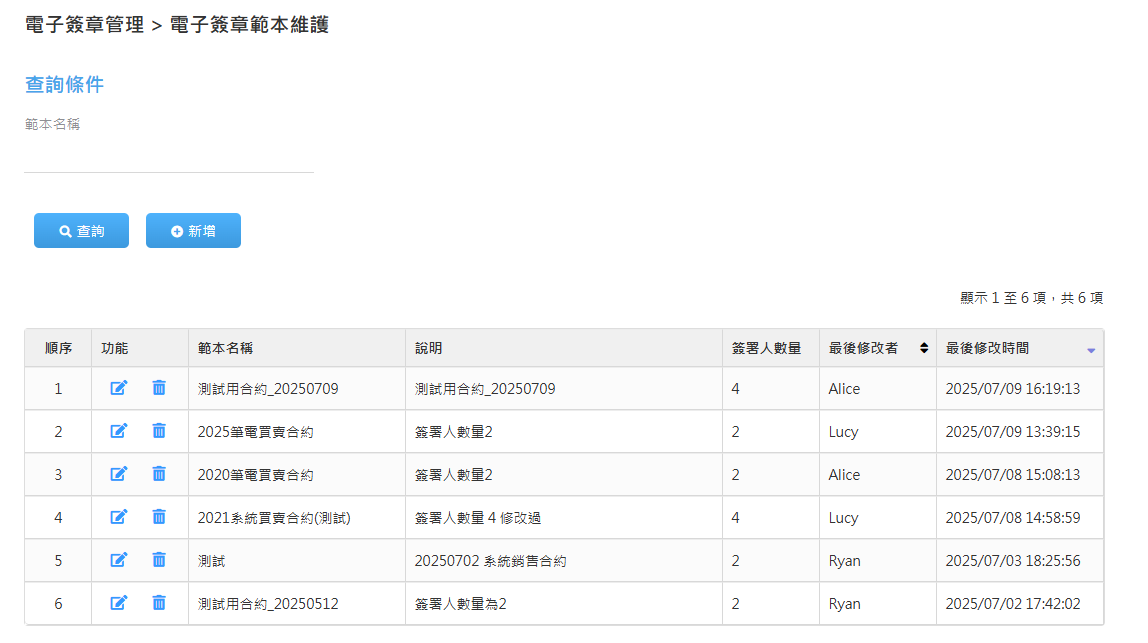 電子簽章管理 > 電子簽章範本維護
查詢條件
範本名稱
查詢 新增
顯示 1 至 6 項，共 6 項
順序 功能 範本名稱 說明 簽署人數量 最後修改者 最後修改時間
1 測試用合約_20250709 測試用合約_20250709 4 Alice 2025/07/09 16:19:13
2 2025筆電買賣合約 簽署人數量2 2 Lucy 2025/07/09 13:39:15
3 2020筆電買賣合約 簽署人數量2 2 Alice 2025/07/08 15:08:13
4 2021系統買賣合約(測試) 簽署人數量 4 修改過 4 Lucy 2025/07/08 14:58:59
5 測試 20250702 系統銷售合約 2 Ryan 2025/07/03 18:25:56
6 測試用合約_20250512 簽署人數量為2 2 Ryan 2025/07/02 17:42:02